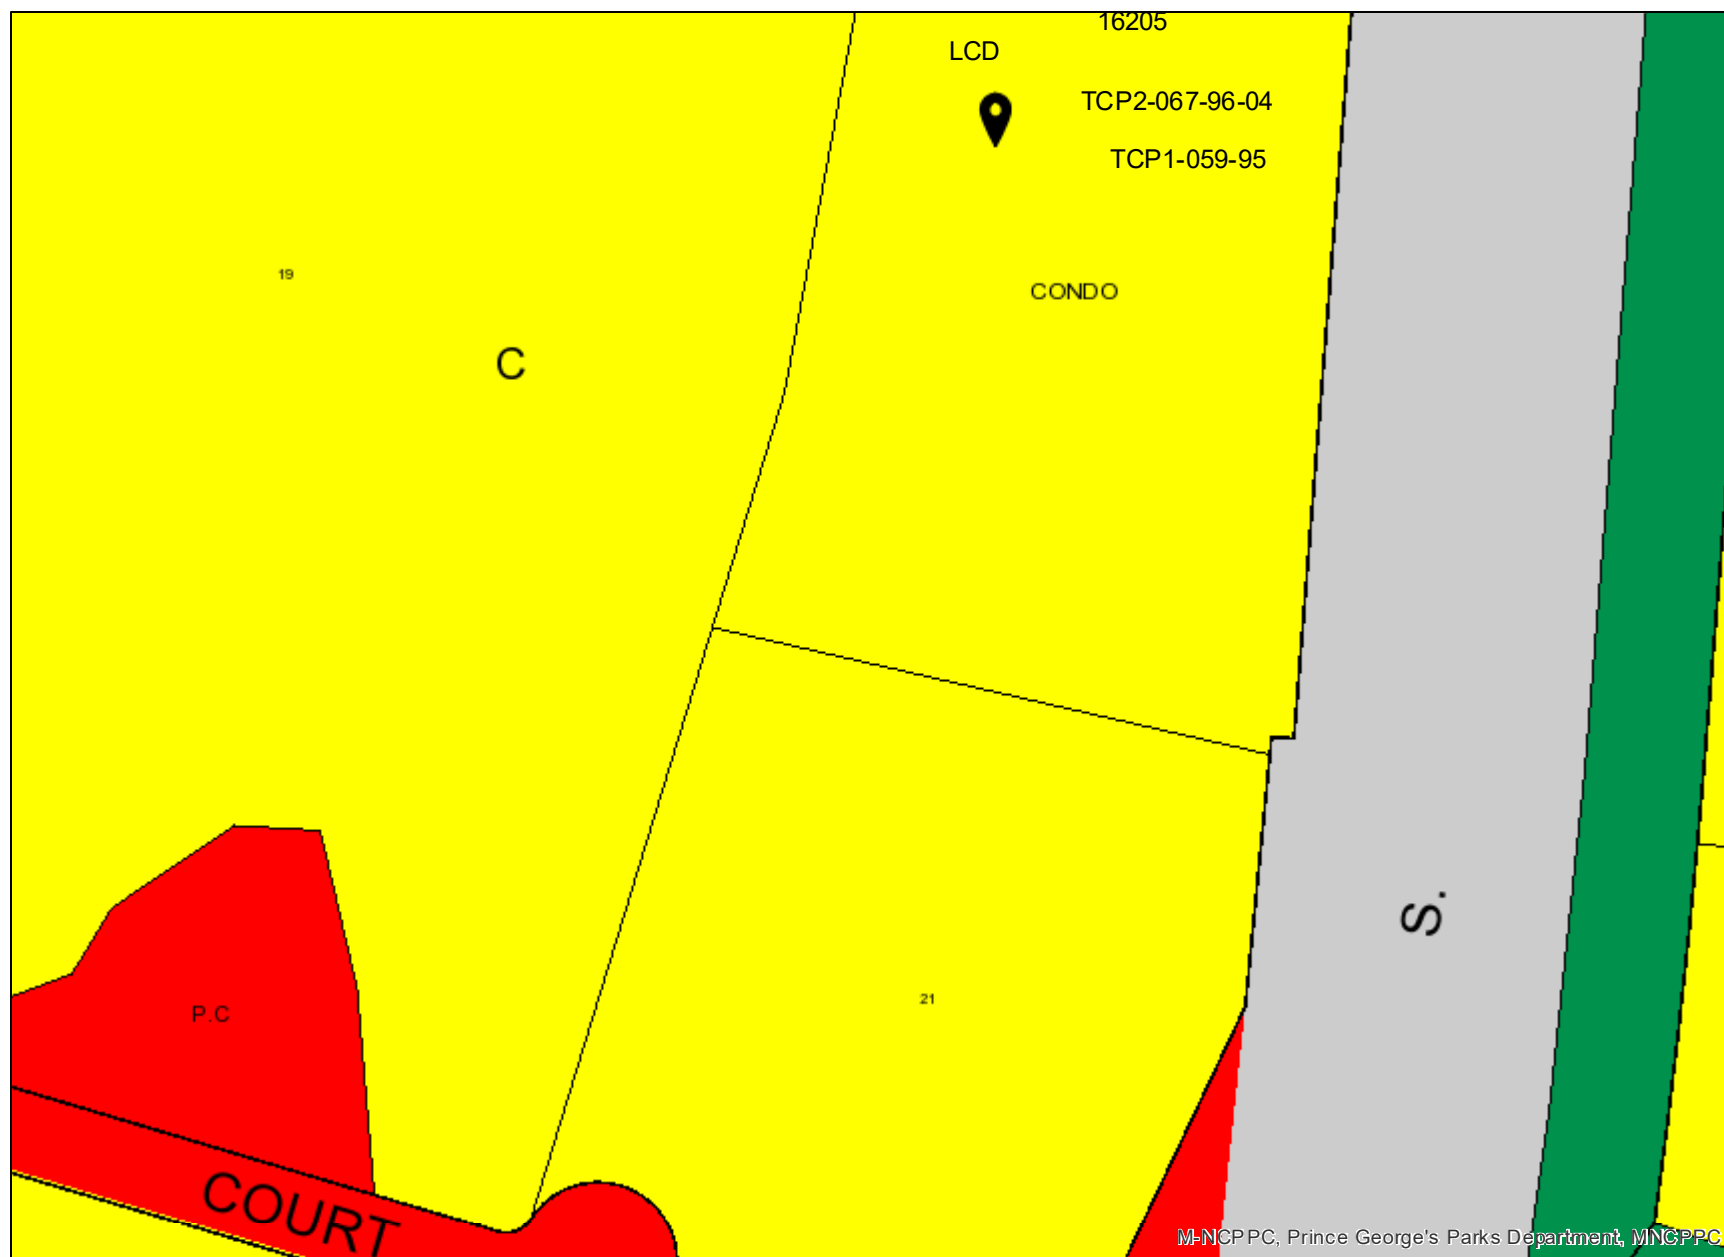 16205
LCD
TCP2-067-96-04
TCP1-059-95
19
CONDO
C
S.
21
P.C
COURT
M-NCPPC, Prince George's Parks Department, MNCPPC